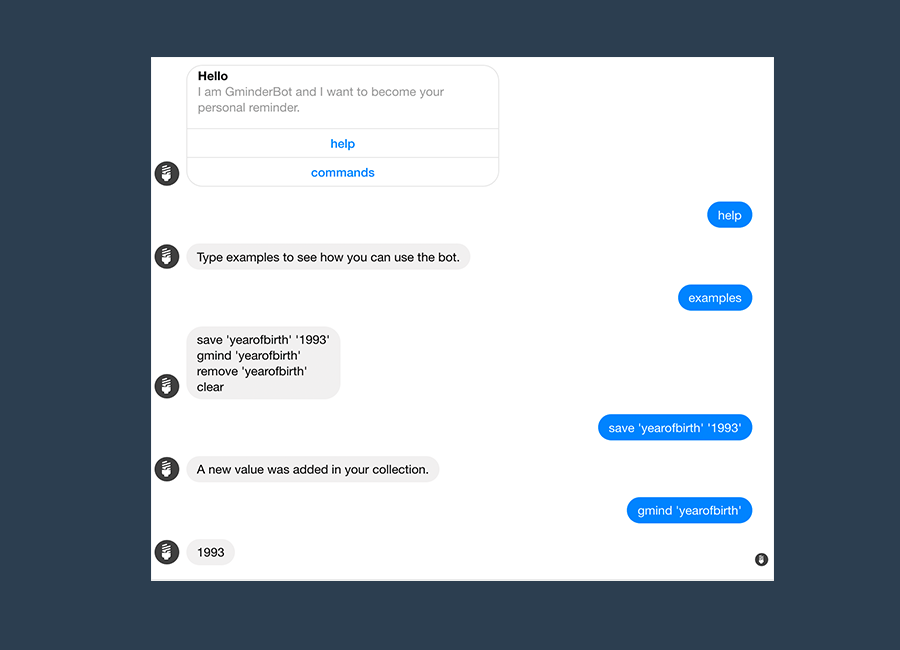 Hello
I am GminderBot and I want to become your
personal reminder.
help
commands
help
Type examples to see how you can use the bot.
examples
save 'yearofbirth' '1993'
gmind 'yearofbirth'
remove 'yearofbirth'
clear
save 'yearofbirth' '1993'
A new value was added in your collection.
gmind 'yearofbirth'
1993